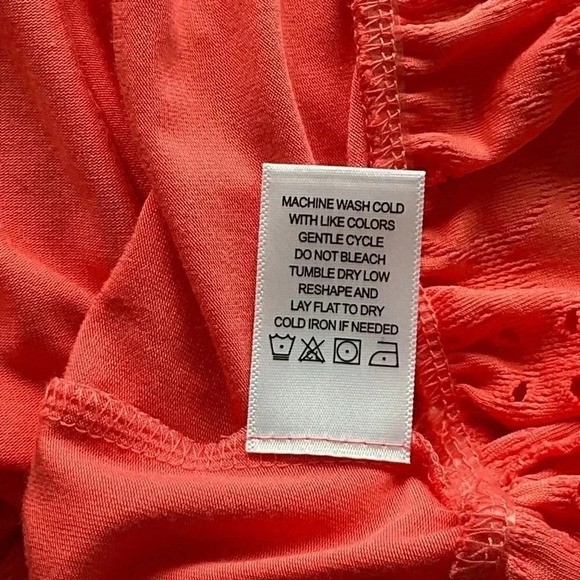 MACHINE WASH COLD
WITH LIKE COLORS
GENTLE CYCLE
DO NOT BLEACH
TUMBLE DRY LOW
RESHAPE AND
LAY FLAT TO DRY
COLD IRON IF NEEDED